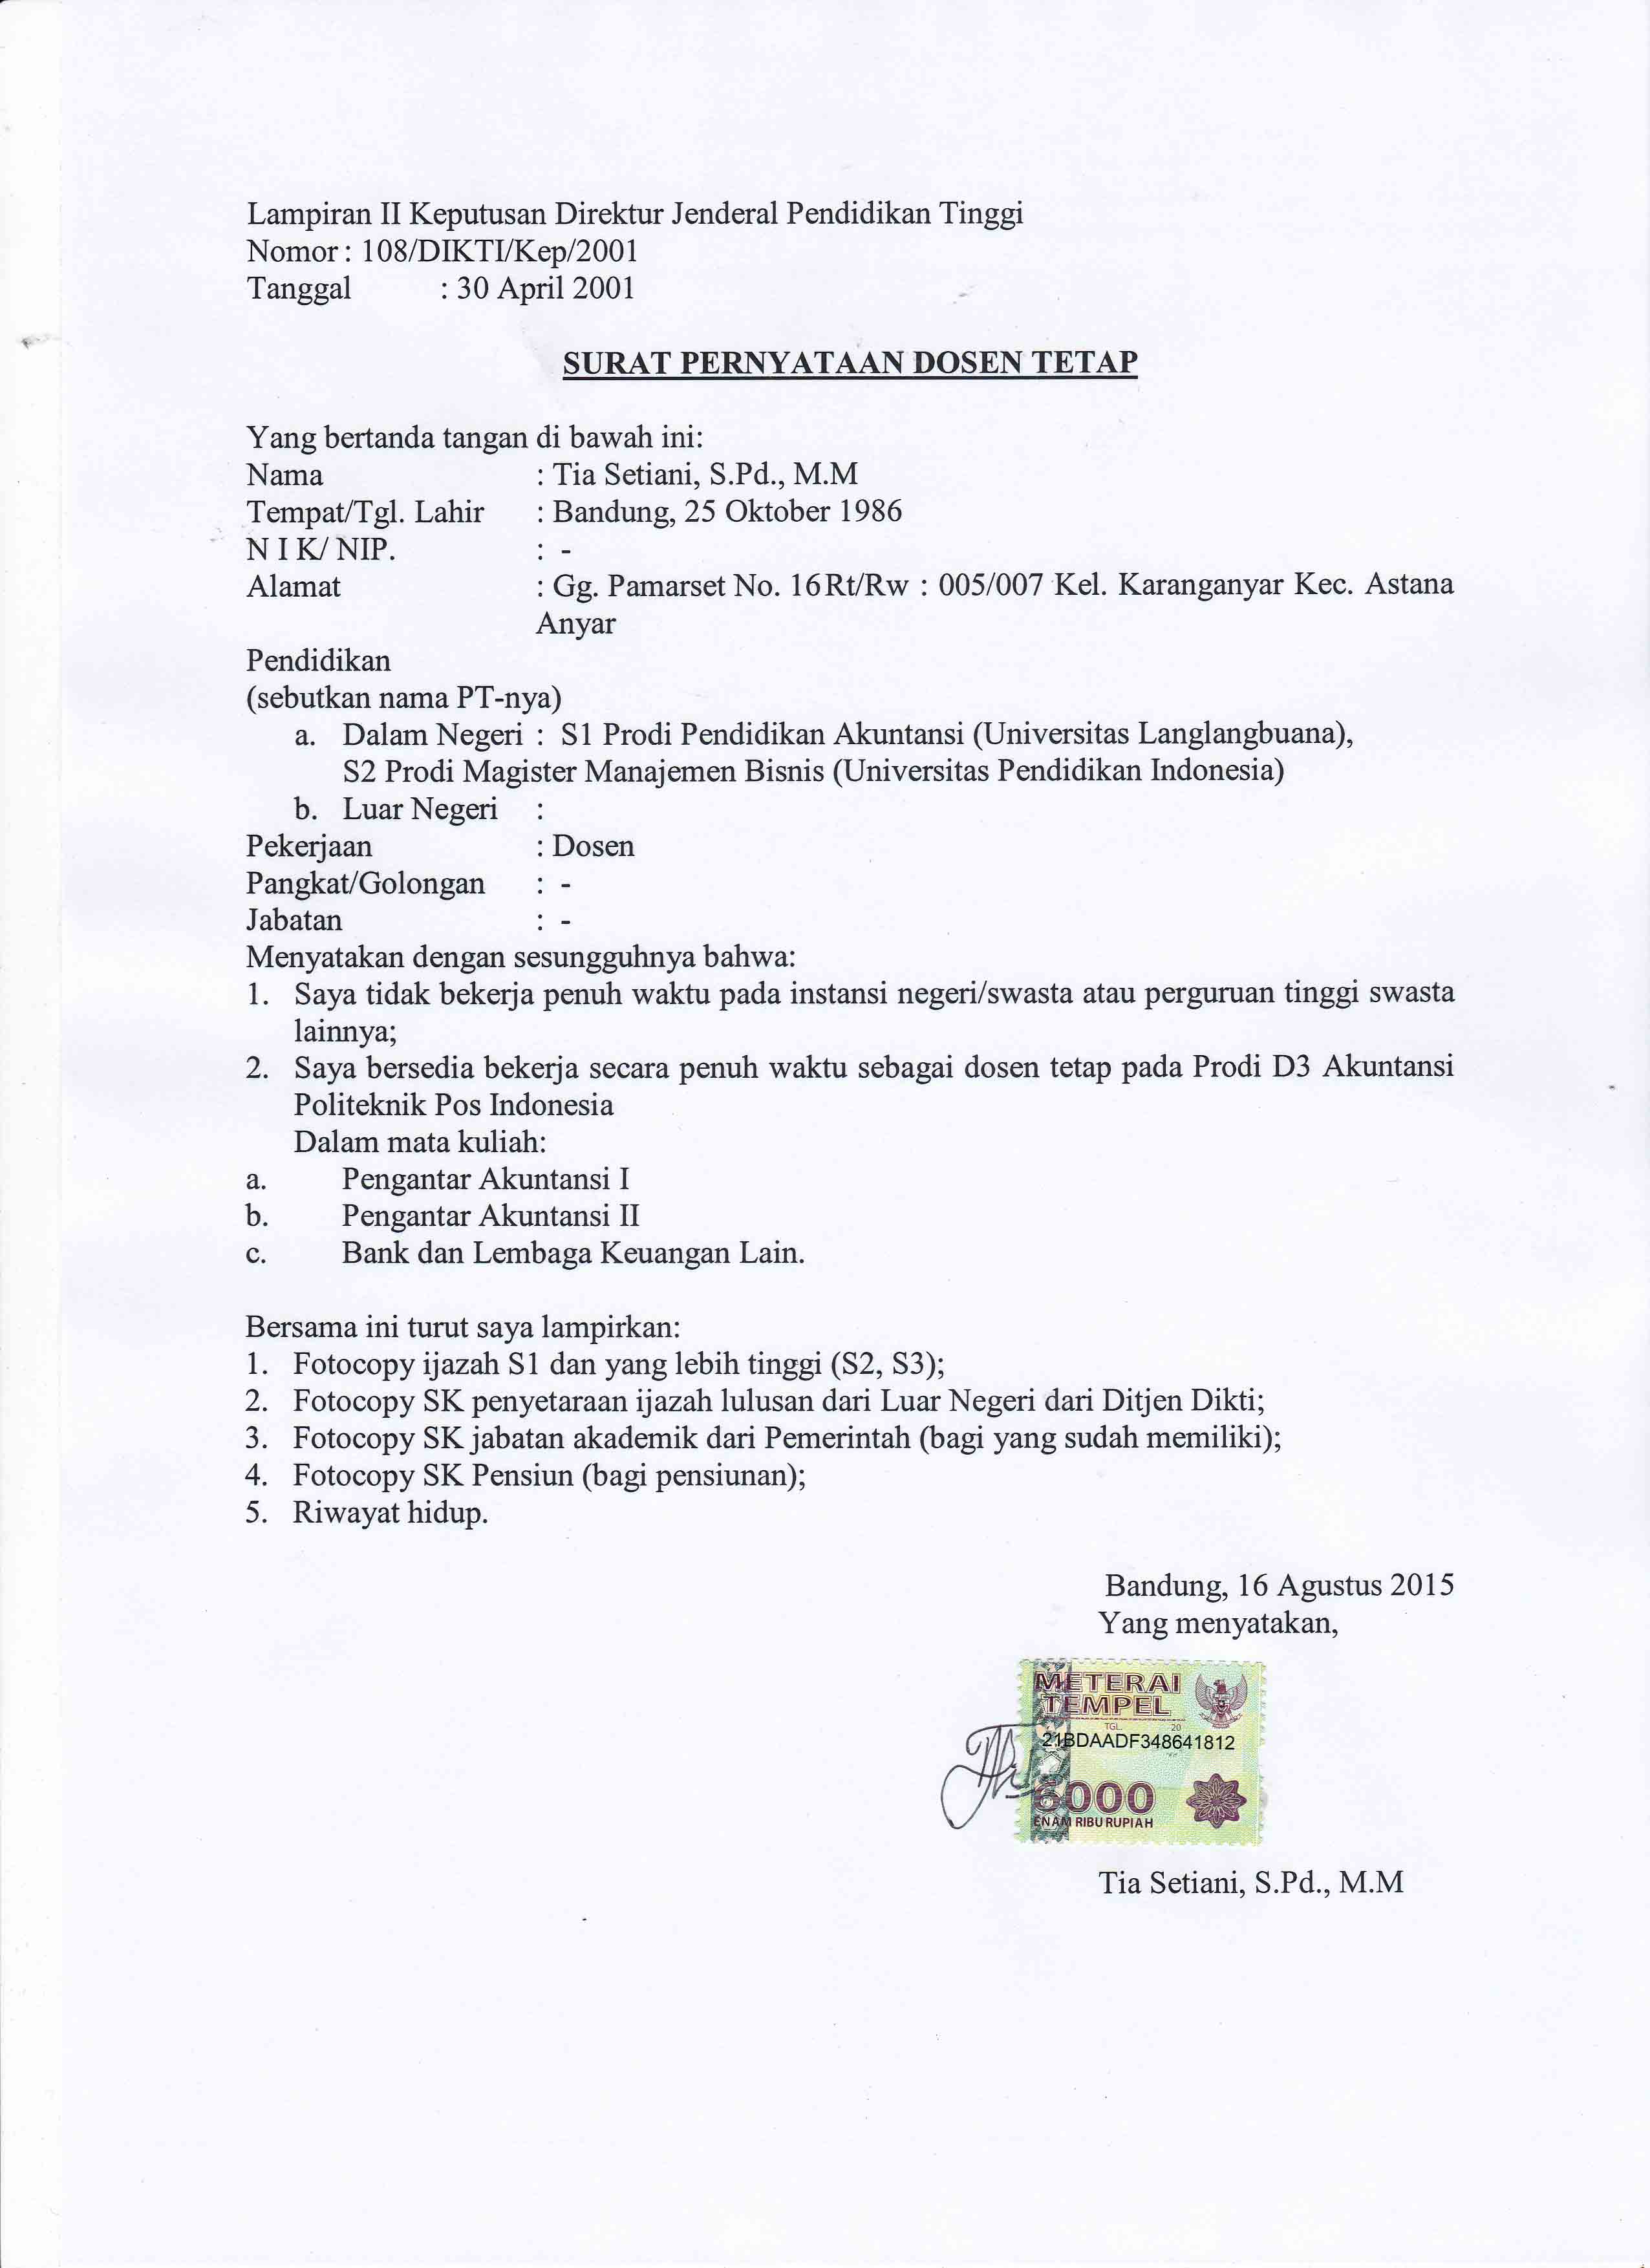 Lampiran II Keputusan Direktur Jenderal Pendidikan Tinggi
Nomor : 108/DIKTI/Kep/2001
Tanggal : 30 April 2001
SURAT PERNYATAAN DOSEN TETAP
Yang bertanda tangan di bawah ini:
Nama : Tia Setiani, S.Pd., M.M
Tempat/Tgl. Lahir : Bandung, 25 Oktober 1986
N I K/ NIP. : -
Alamat : Gg. Pamarset No. 16 Rt/Rw : 005/007 Kel. Karanganyar Kec. Astana
Anyar
Pendidikan
(sebutkan nama PT-nya)
a. Dalam Negeri : S1 Prodi Pendidikan Akuntansi (Universitas Langlangbuana),
S2 Prodi Magister Manajemen Bisnis (Universitas Pendidikan Indonesia)
b. Luar Negeri :
Pekerjaan : Dosen
Pangkat/Golongan : -
Jabatan : -
Menyatakan dengan sesungguhnya bahwa:
1. Saya tidak bekerja penuh waktu pada instansi negeri/swasta atau perguruan tinggi swasta
lainnya;
2. Saya bersedia bekerja secara penuh waktu sebagai dosen tetap pada Prodi D3 Akuntansi
Politeknik Pos Indonesia
Dalam mata kuliah:
a. Pengantar Akuntansi I
b. Pengantar Akuntansi II
c. Bank dan Lembaga Keuangan Lain.
Bersama ini turut saya lampirkan:
1. Fotocopy ijazah S1 dan yang lebih tinggi (S2, S3);
2. Fotocopy SK penyetaraan ijazah lulusan dari Luar Negeri dari Ditjen Dikti;
3. Fotocopy SK jabatan akademik dari Pemerintah (bagi yang sudah memiliki);
4. Fotocopy SK Pensiun (bagi pensiunan);
5. Riwayat hidup.
Bandung, 16 Agustus 2015
Yang menyatakan,
METERAI
TEMPEL
TGL. 20
21BDAADF348641812
6000
ENAM RIBU RUPIAH
Tia Setiani, S.Pd., M.M